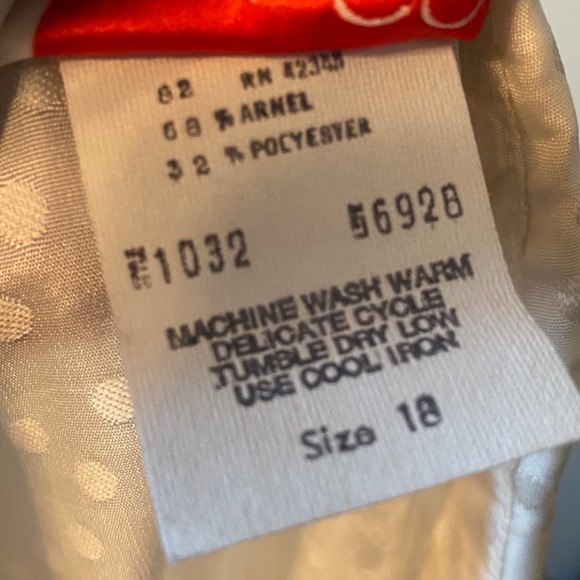 62 RN 42348
68 % ARNEL
32 % POLYESTER
1032 6928
MACHINE WASH WARM
DELICATE CYCLE
TUMBLE DRY LOW
USE COOL IRON
Size 18